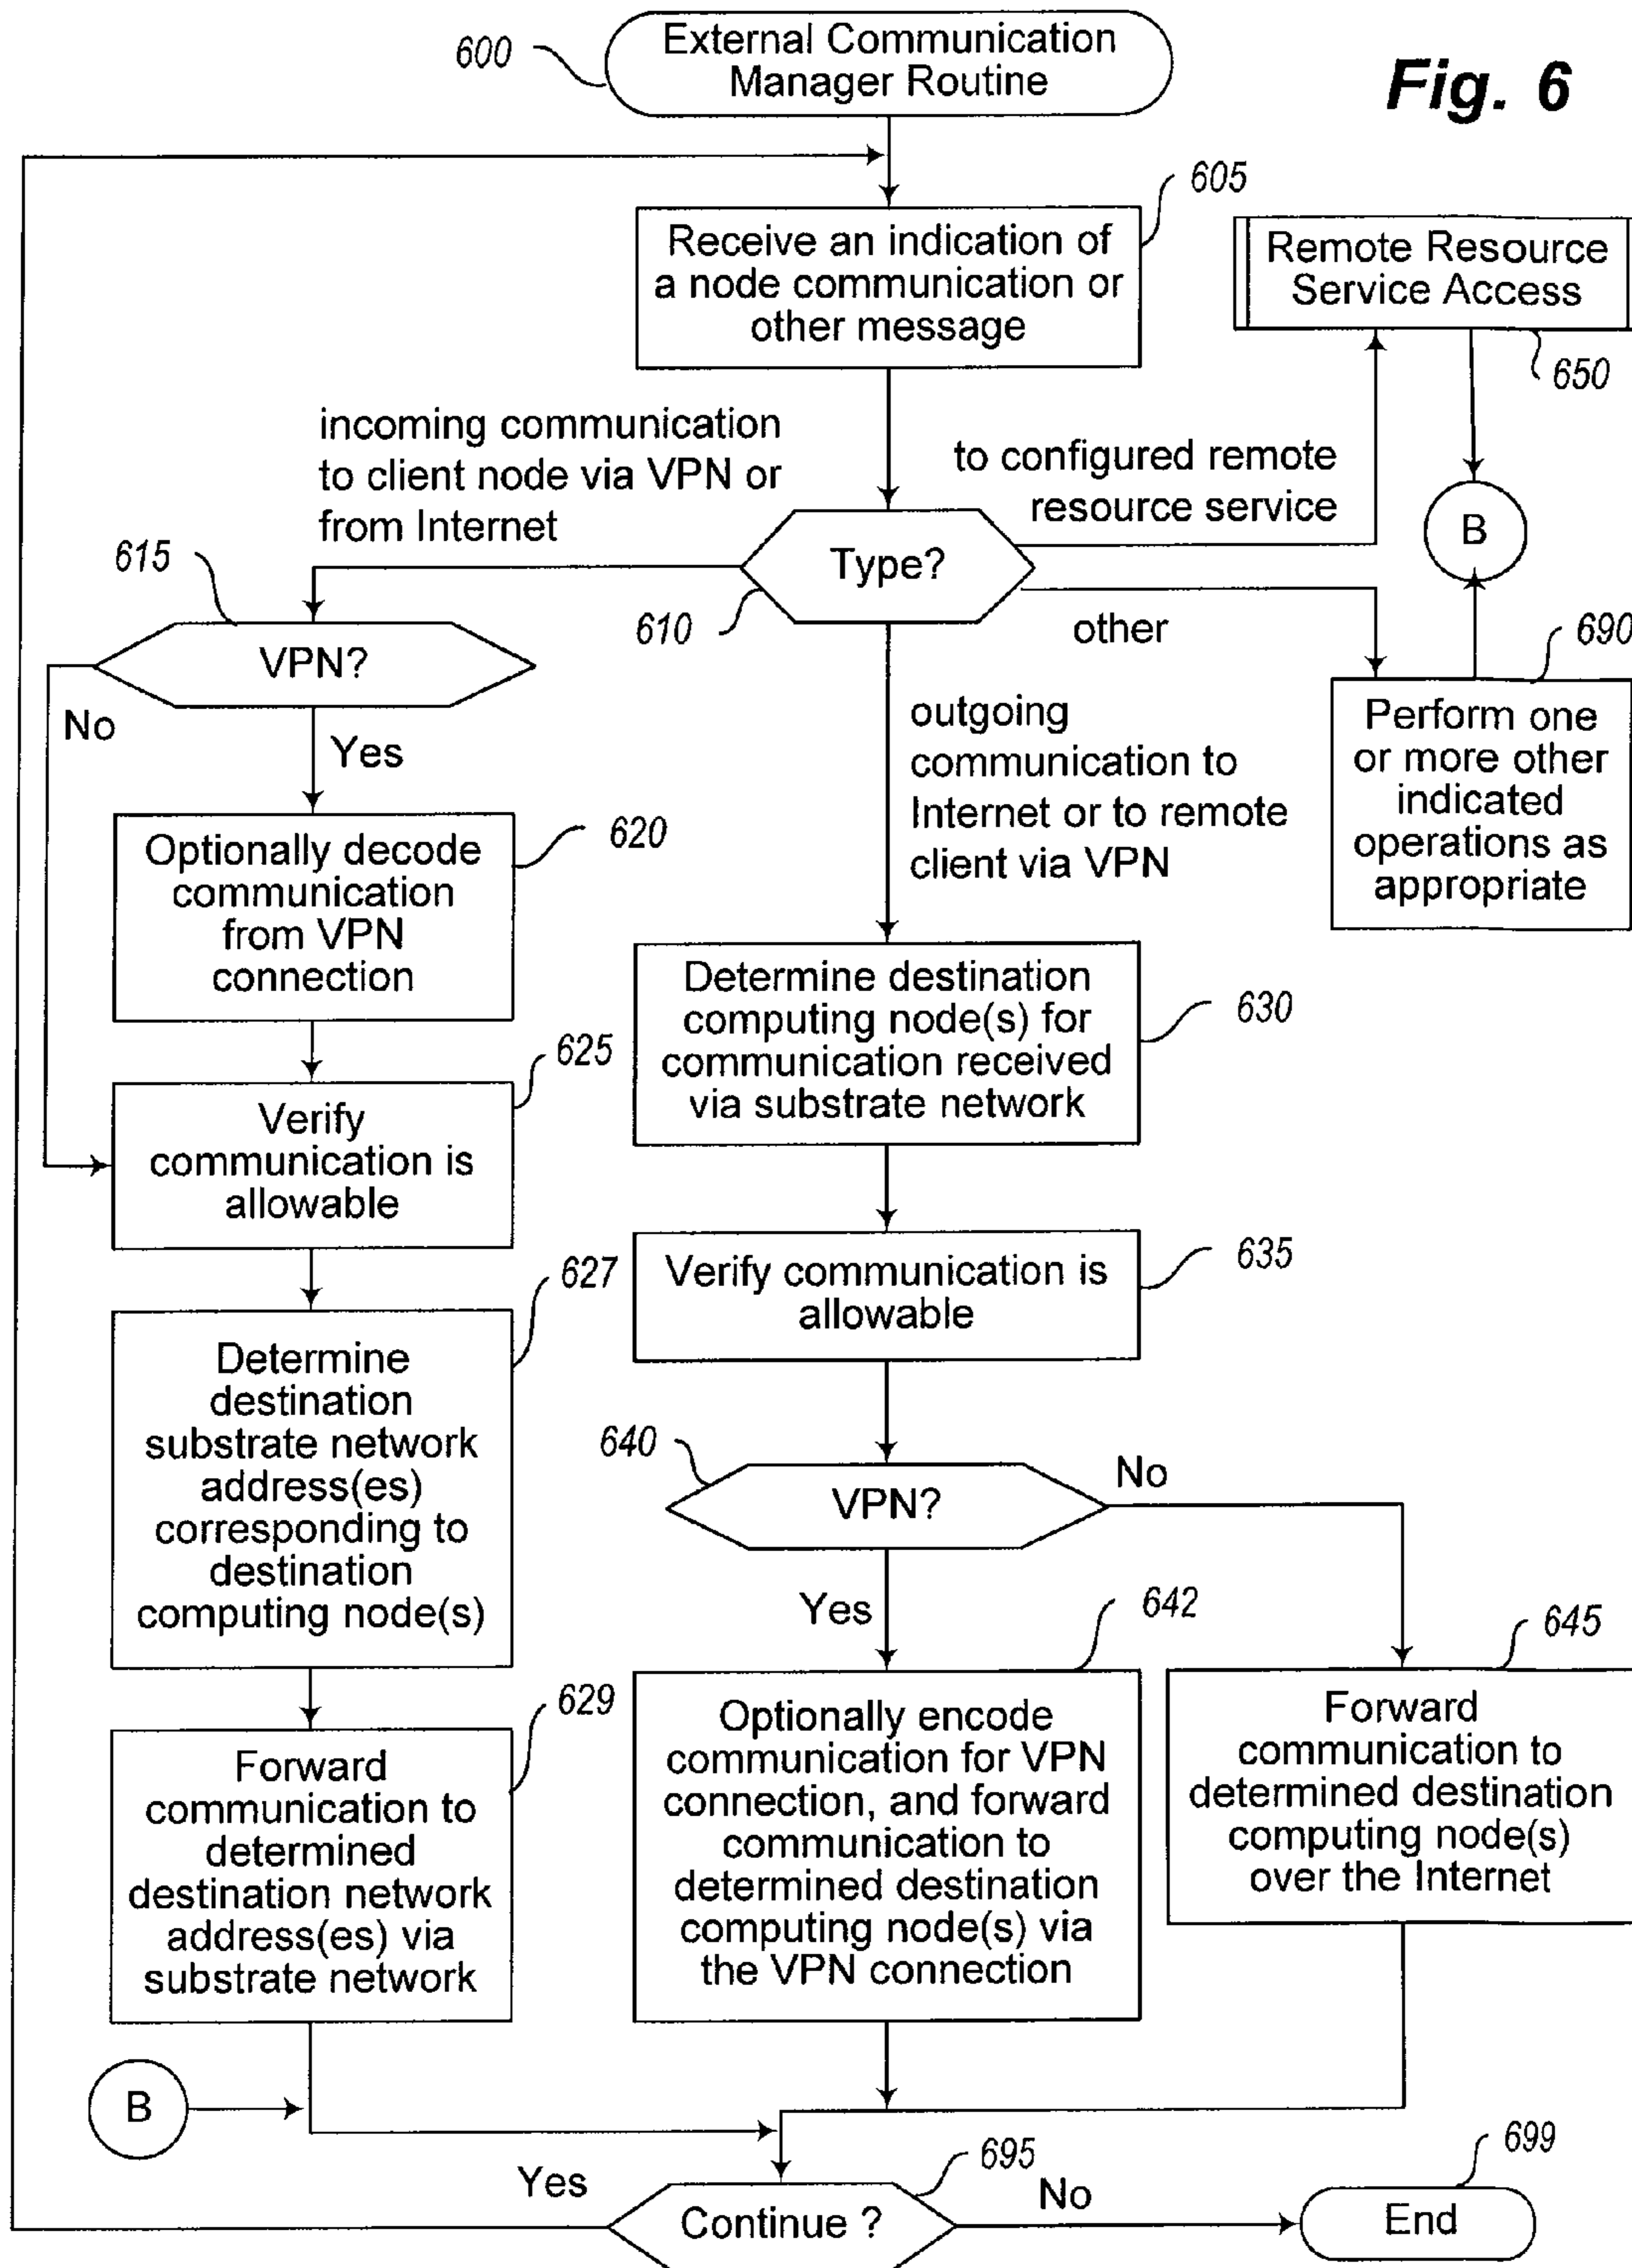 600
External Communication
Manager Routine
Fig. 6
605
Receive an indication of
a node communication or
other message
Remote Resource
Service Access
650
incoming communication
to client node via VPN or
from Internet
to configured remote
resource service
B
615
Type?
610
other
690
VPN?
No
Yes
outgoing
communication to
Internet or to remote
client via VPN
Perform one
or more other
indicated
operations as
appropriate
Optionally decode
communication
from VPN
connection
620
Determine destination
computing node(s) for
communication received
via substrate network
630
625
Verify
communication is
allowable
Verify communication is
allowable
635
627
Determine
destination
substrate network
address(es)
corresponding to
destination
computing node(s)
640
VPN?
No
Yes
642
645
629
Forward
communication to
determined
destination network
address(es) via
substrate network
Optionally encode
communication for VPN
connection, and forward
communication to
determined destination
computing node(s) via
the VPN connection
Forward
communication to
determined destination
computing node(s)
over the Internet
B
Yes
695
Continue ?
No
699
End